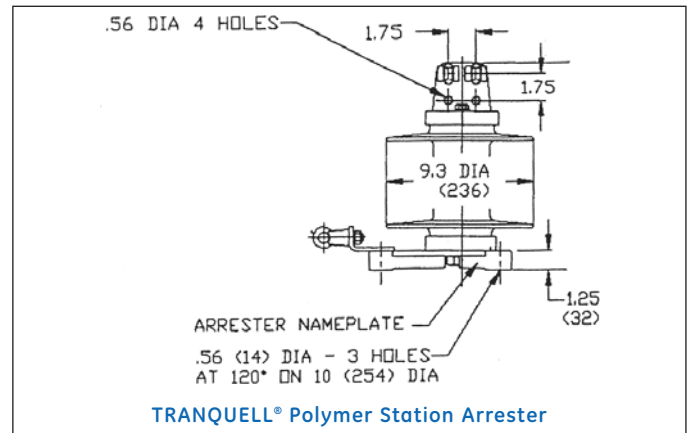 .56 DIA 4 HOLES
1.75
1.75
9.3 DIA
(236)
1.25
(32)
ARRESTER NAMEPLATE
.56 (14) DIA - 3 HOLES
AT 120° ON 10 (254) DIA
TRANQUELL® Polymer Station Arrester